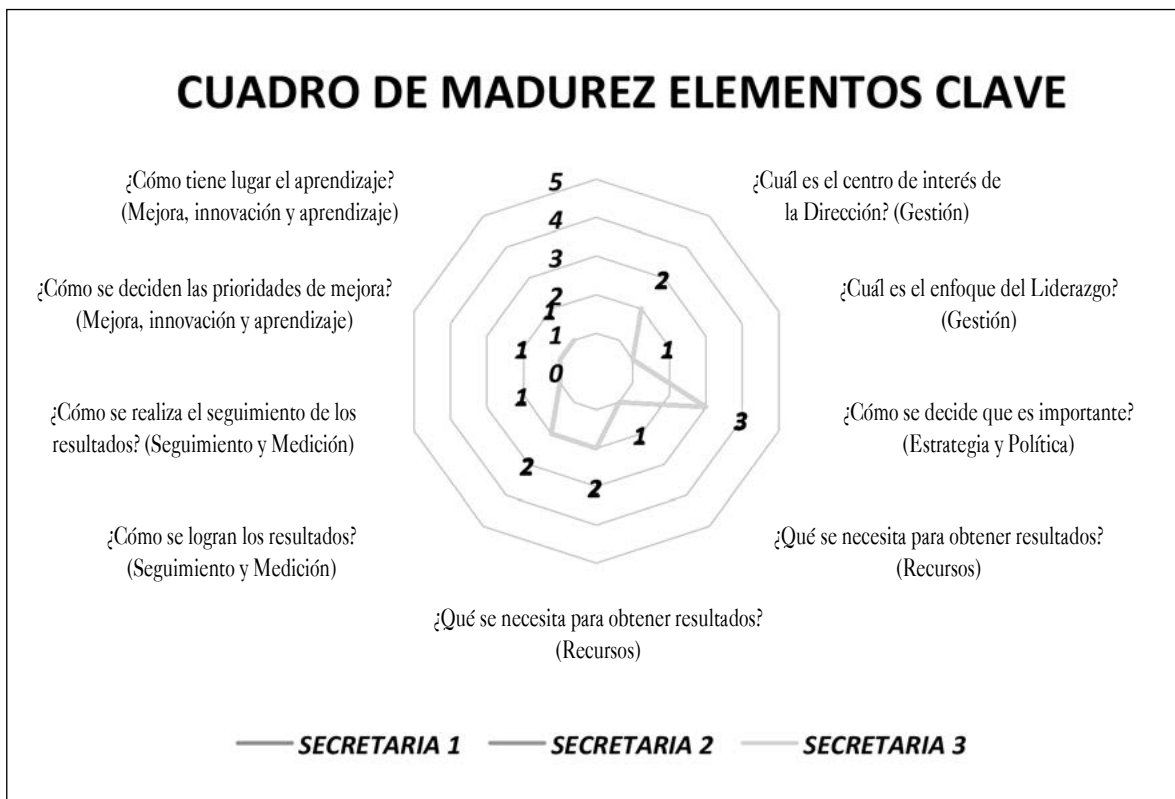 CUADRO DE MADUREZ ELEMENTOS CLAVE
¿Cómo tiene lugar el aprendizaje?
(Mejora, innovación y aprendizaje)
¿Cuál es el centro de interés de
la Dirección? (Gestión)
¿Cómo se deciden las prioridades de mejora?
(Mejora, innovación y aprendizaje)
¿Cuál es el enfoque del Liderazgo?
(Gestión)
¿Cómo se realiza el seguimiento de los
resultados? (Seguimiento y Medición)
¿Cómo se decide que es importante?
(Estrategia y Política)
¿Cómo se logran los resultados?
(Seguimiento y Medición)
¿Qué se necesita para obtener resultados?
(Recursos)
¿Qué se necesita para obtener resultados?
(Recursos)
5
4
3
2
1
0
2
1
3
1
2
2
1
1
1
SECRETARIA 1
SECRETARIA 2
SECRETARIA 3